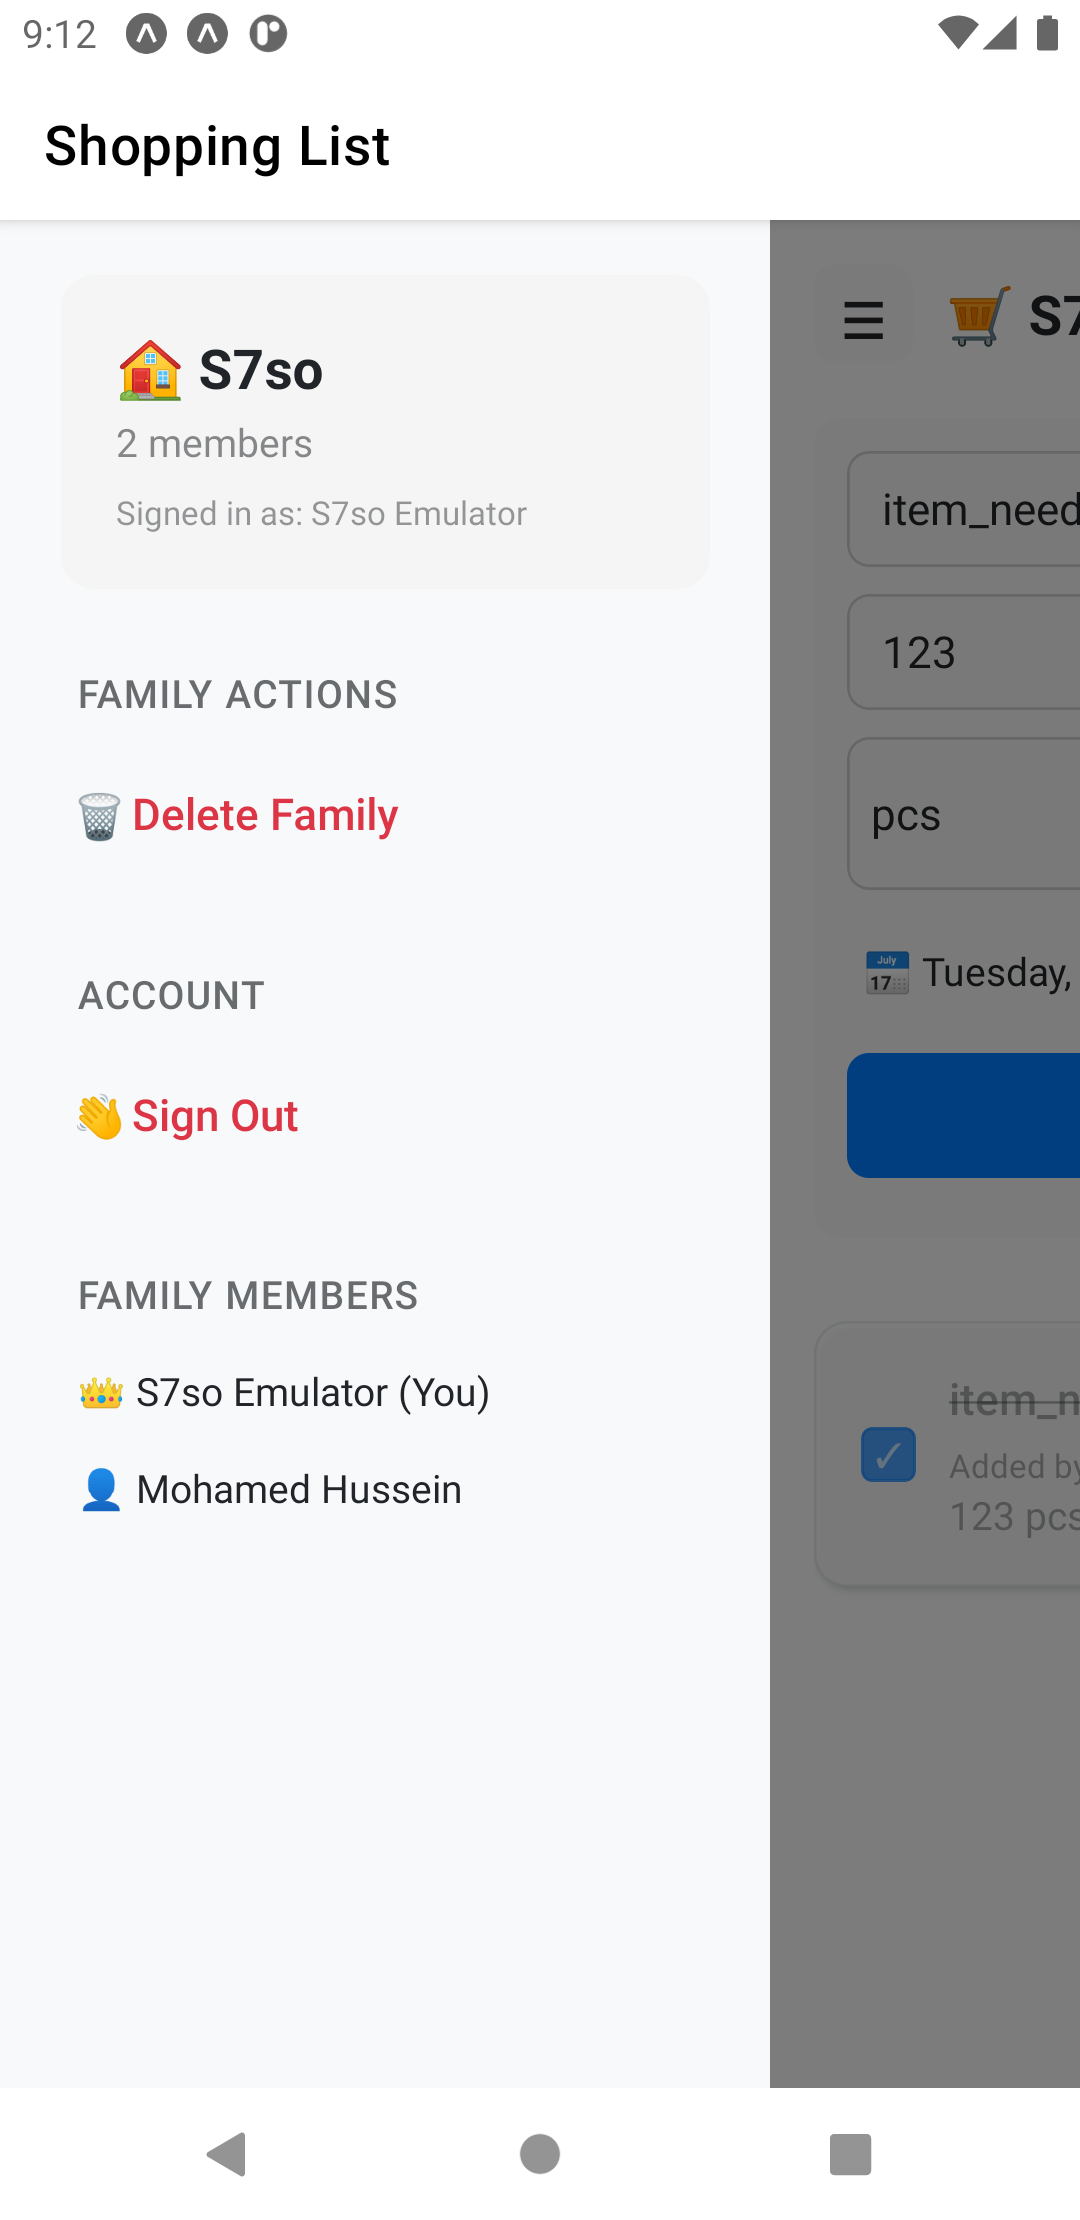 9:12
Shopping List
S7so
2 members
Signed in as: S7so Emulator
FAMILY ACTIONS
Delete Family
ACCOUNT
Sign Out
FAMILY MEMBERS
S7so Emulator (You)
Mohamed Hussein
S7
item_need
123
pcs
July
17
Tuesday,
item_n
Added by
123 pcs